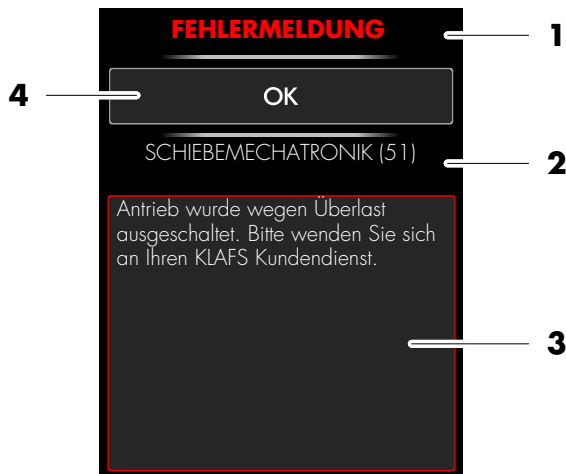 FEHLERMELDUNG
1
4
OK
SCHIEBEMECHATRONIK (51)
2
Antrieb wurde wegen Überlast
ausgeschaltet. Bitte wenden Sie sich
an Ihren KLAFS Kundendienst.
3